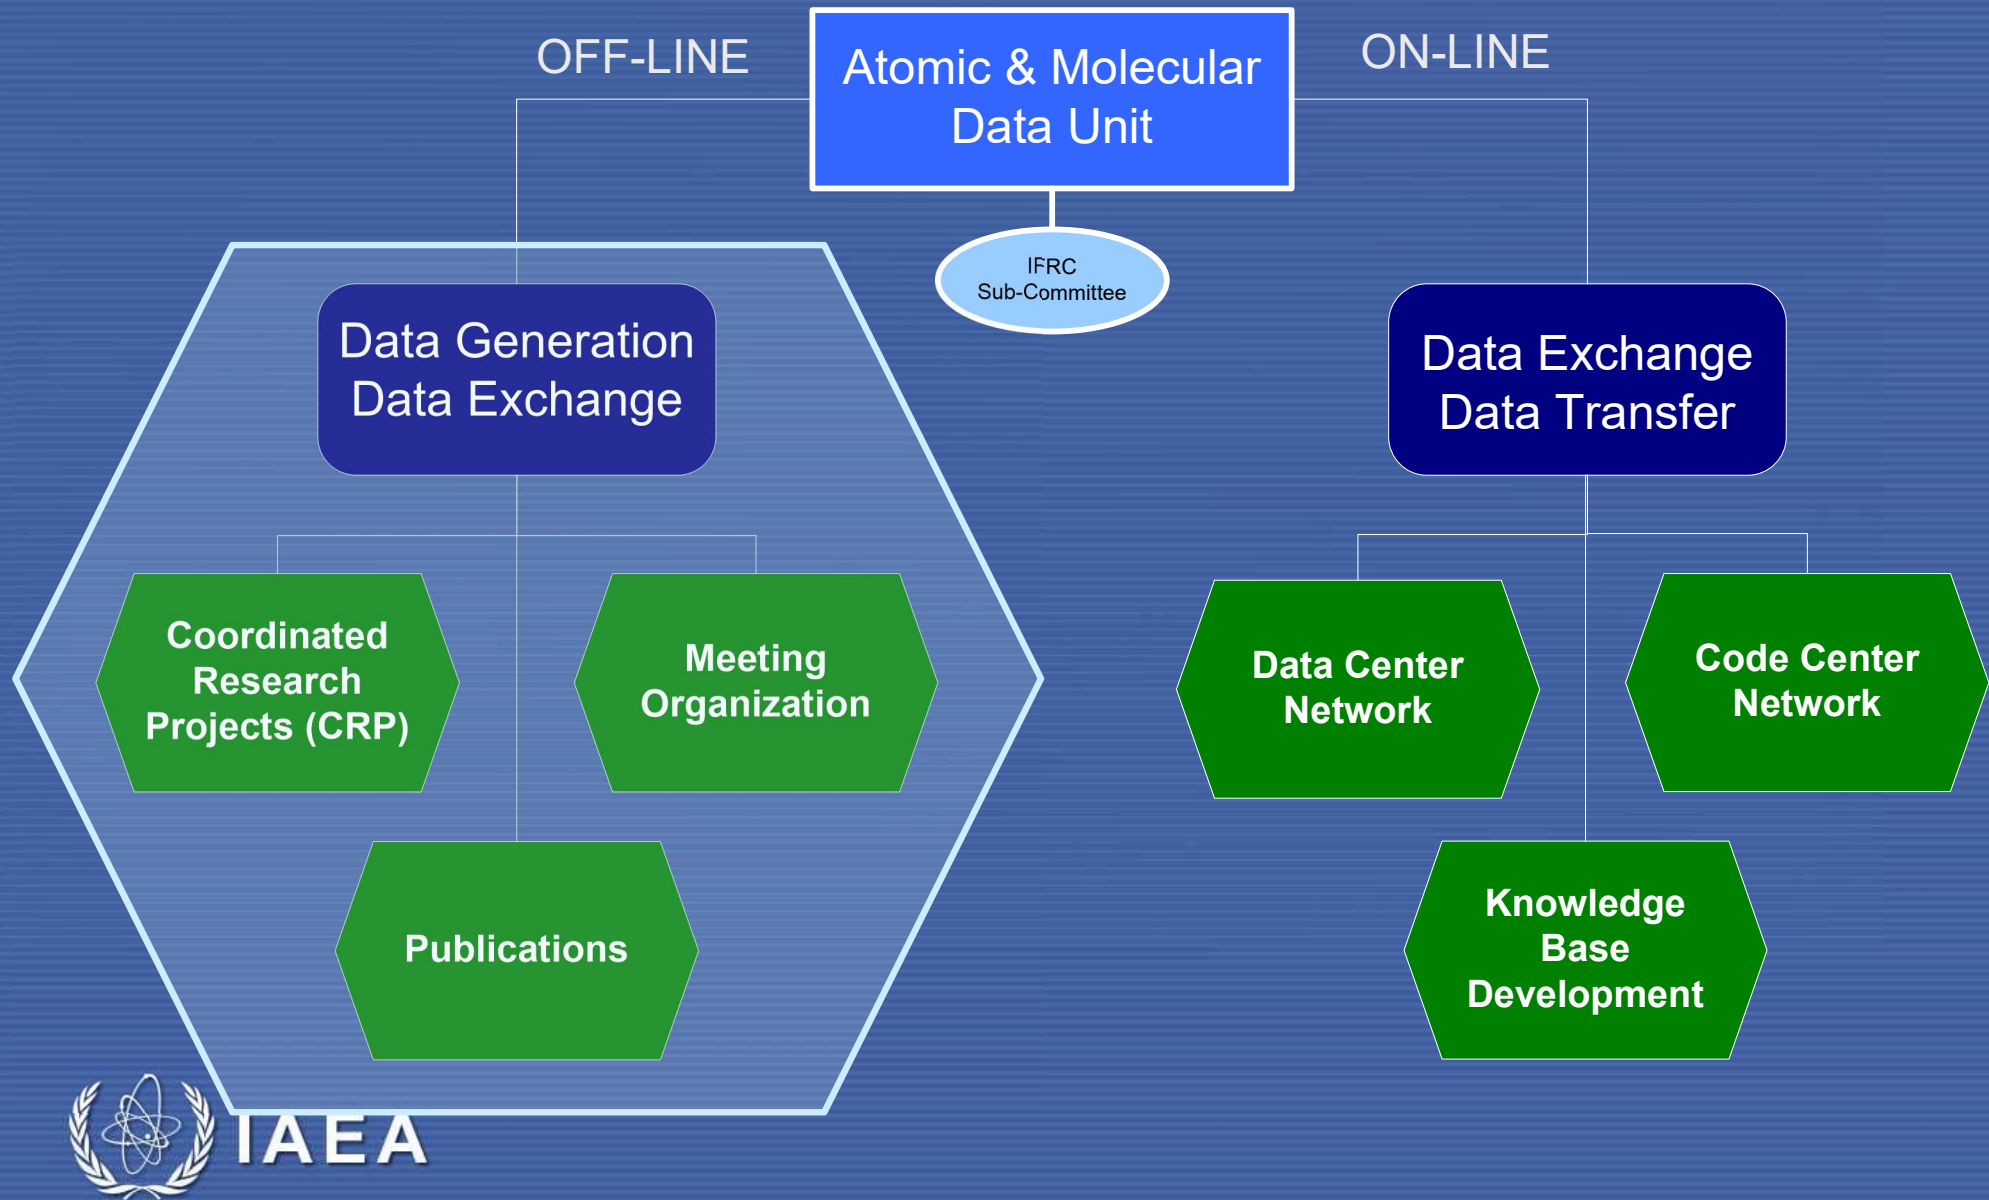 OFF-LINE
Atomic & Molecular
Data Unit
ON-LINE
IFRC
Sub-Committee
Data Generation
Data Exchange
Data Exchange
Data Transfer
Coordinated
Research
Projects (CRP)
Meeting
Organization
Data Center
Network
Code Center
Network
Publications
Knowledge
Base
Development
IAEA